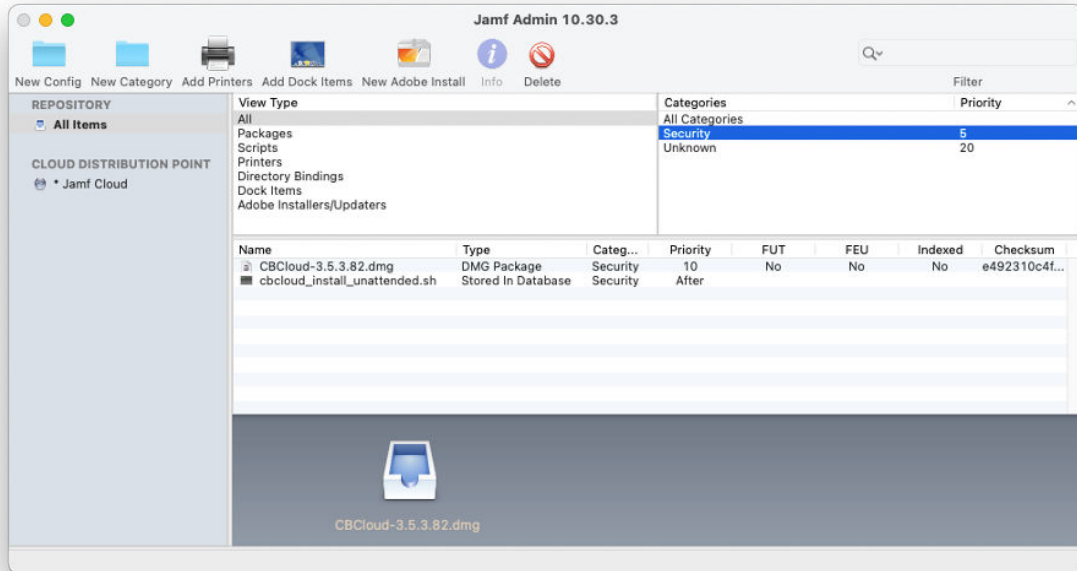 Jamf Admin 10.30.3
New Config New Category Add Printers Add Dock Items New Adobe Install Info Delete Filter
REPOSITORY
All Items
CLOUD DISTRIBUTION POINT
* Jamf Cloud
View Type
All
Packages
Scripts
Printers
Directory Bindings
Dock Items
Adobe Installers/Updaters
Categories Priority
All Categories
Security 5
Unknown 20
Name Type Categ... Priority FUT FEU Indexed Checksum
CBCloud-3.5.3.82.dmg DMG Package Security 10 No No No e492310c4f...
cbcloud_install_unattended.sh Stored In Database Security After
CBCloud-3.5.3.82.dmg